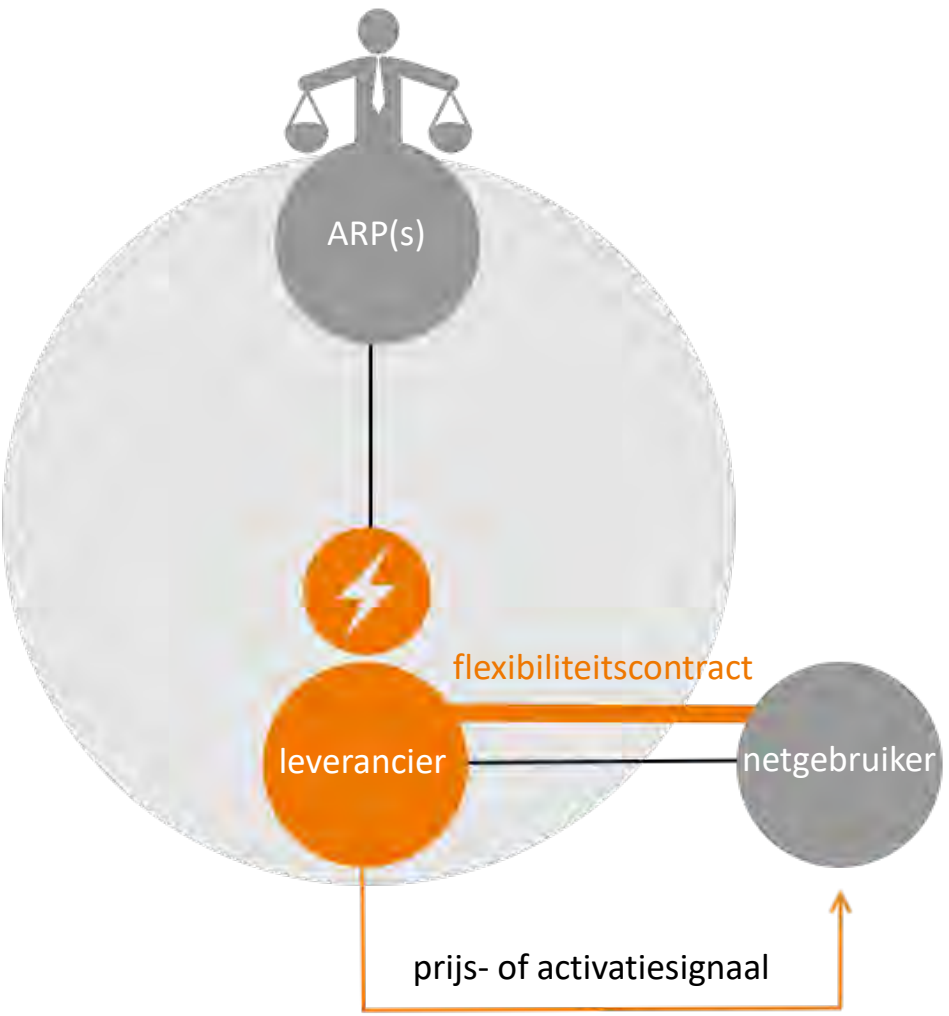 ARP(s)
flexibiliteitscontract
leverancier
netgebruiker
prijs- of activatiesignaal